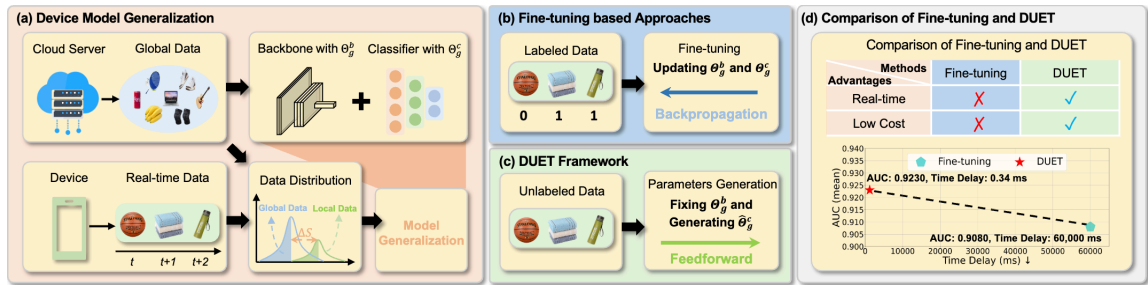 (a) Device Model Generalization
Cloud Server
Global Data
Backbone with Θ_g^b
Classifier with Θ_g^c
Device
Real-time Data
t t+1 t+2
Data Distribution
Global Data
Local Data
ΔS
Model
Generalization
(b) Fine-tuning based Approaches
Labeled Data
0 1 1
Fine-tuning
Updating Θ_g^b and Θ_g^c
Backpropagation
(c) DUET Framework
Unlabeled Data
Parameters Generation
Fixing Θ_g^b and
Generating Θ̂_g^c
Feedforward
(d) Comparison of Fine-tuning and DUET
Comparison of Fine-tuning and DUET
Methods
Advantages
Fine-tuning
DUET
Real-time ✗ ✓
Low Cost ✗ ✓
Fine-tuning
DUET
AUC: 0.9230, Time Delay: 0.34 ms
AUC: 0.9080, Time Delay: 60,000 ms
AUC (mean)
0.940
0.935
0.930
0.925
0.920
0.915
0.910
0.905
0.900
0 10000 20000 30000 40000 50000 60000
Time Delay (ms) ↓